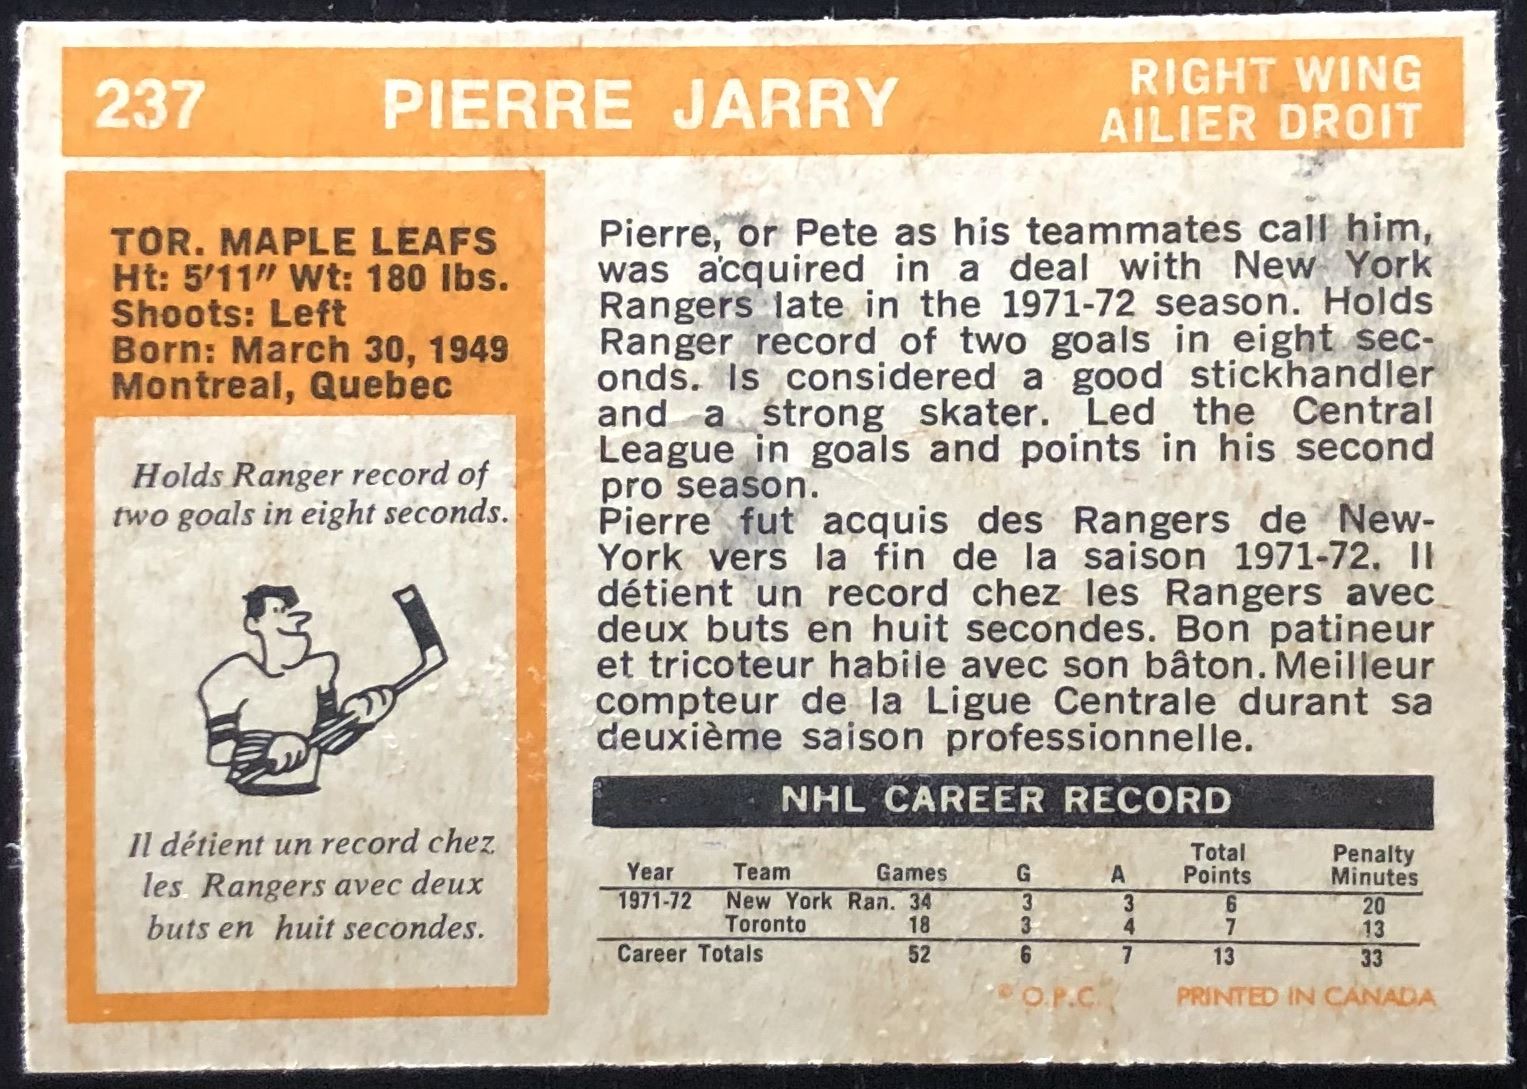 237 PIERRE JARRY RIGHT WING
AILIER DROIT
TOR. MAPLE LEAFS
Ht: 5'11" Wt: 180 lbs.
Shoots: Left
Born: March 30, 1949
Montreal, Quebec
Holds Ranger record of
two goals in eight seconds.
Il détient un record chez
les Rangers avec deux
buts en huit secondes.
Pierre, or Pete as his teammates call him,
was acquired in a deal with New York
Rangers late in the 1971-72 season. Holds
Ranger record of two goals in eight sec-
onds. Is considered a good stickhandler
and a strong skater. Led the Central
League in goals and points in his second
pro season.
Pierre fut acquis des Rangers de New-
York vers la fin de la saison 1971-72. Il
détient un record chez les Rangers avec
deux buts en huit secondes. Bon patineur
et tricoteur habile avec son bâton. Meilleur
compteur de la Ligue Centrale durant sa
deuxième saison professionnelle.
NHL CAREER RECORD
Year Team Games G A Total Points Penalty Minutes
1971-72 New York Ran. 34 3 3 6 20
Toronto 18 3 4 7 13
Career Totals 52 6 7 13 33
© O.P.C. PRINTED IN CANADA